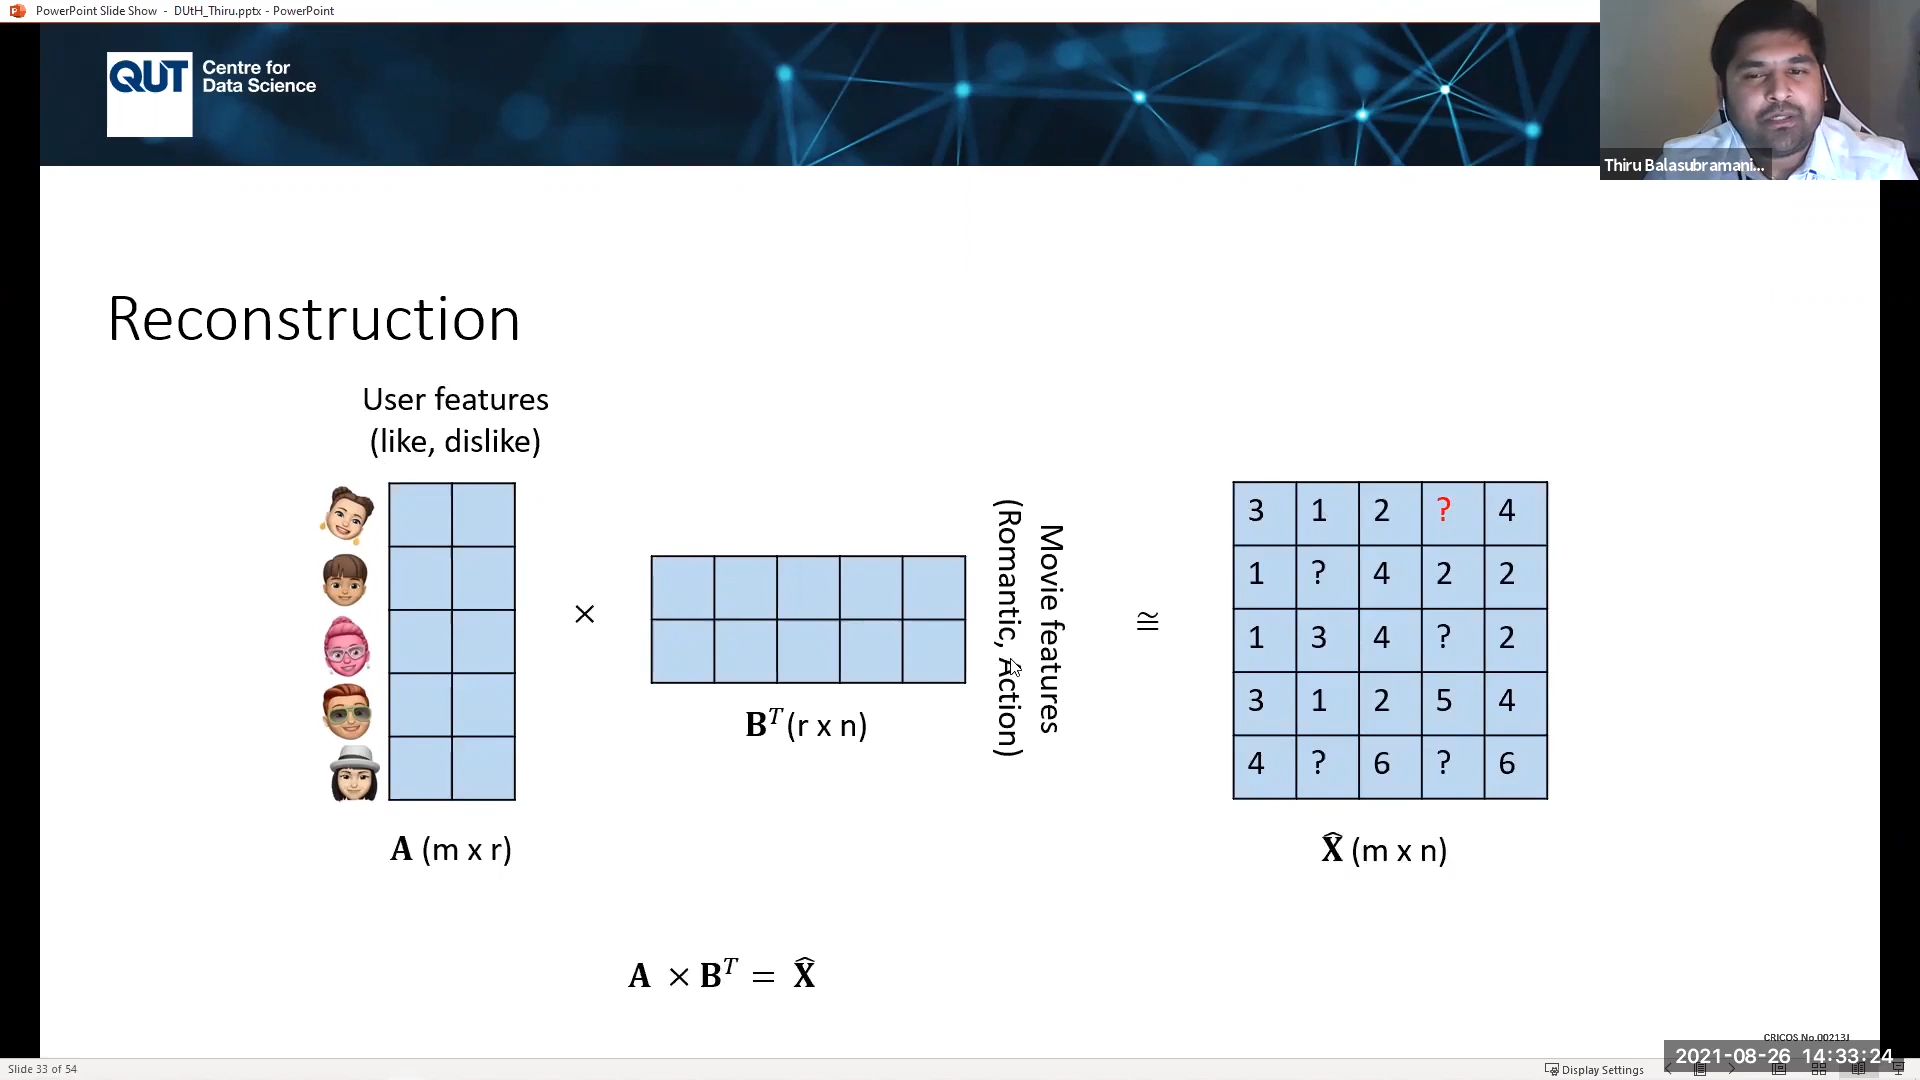 PowerPoint Slide Show - DUtH_Thiru.pptx - PowerPoint
QUT
Centre for
Data Science
Thiru Balasubramani...
Reconstruction
User features
(like, dislike)
×
𝐁ᵀ (r x n)
Movie features
(Romantic, Action)
≅
3 1 2 ? 4
1 ? 4 2 2
1 3 4 ? 2
3 1 2 5 4
4 ? 6 ? 6
𝐀 (m x r)
𝐗̂ (m x n)
𝐀 × 𝐁ᵀ = 𝐗̂
CRICOS No.00213J
2021-08-26 14:33:24
Slide 33 of 54
Display Settings